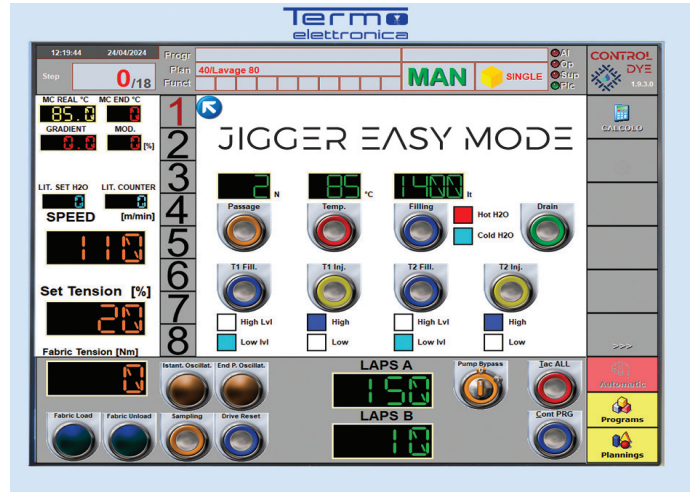 Termo
elettronica
12:19:44 24/04/2024
Step 0/18
Progr
Plan 40/Lavage 80
Funct
MAN
SINGLE
Al
Op
Sup
Plc
CONTROL
DYE
1.9.3.0
MC REAL °C MC END °C
85.0 0
GRADIENT MOD.
0.0 0 [%]
LIT. SET H2O LIT. COUNTER
0 0
SPEED [m/min]
110
Set Tension [%]
20
Fabric Tension [Nm]
0
1
2
3
4
5
6
7
8
JIGGER EASY MODE
2 N 85 °C 1400 lt
Passage Temp. Filling Drain
Hot H2O
Cold H2O
T1 Fill. T1 Inj. T2 Fill. T2 Inj.
High Lvl High High Lvl High
Low lvl Low Low lvl Low
CALCOLO
>>>
Automatic
Programs
Plannings
Istant. Oscillat. End P. Oscillat.
LAPS A
150
LAPS B
10
Pump Bypass
Tac ALL
Fabric Load Fabric Unload Sampling Drive Reset
Cont PRG